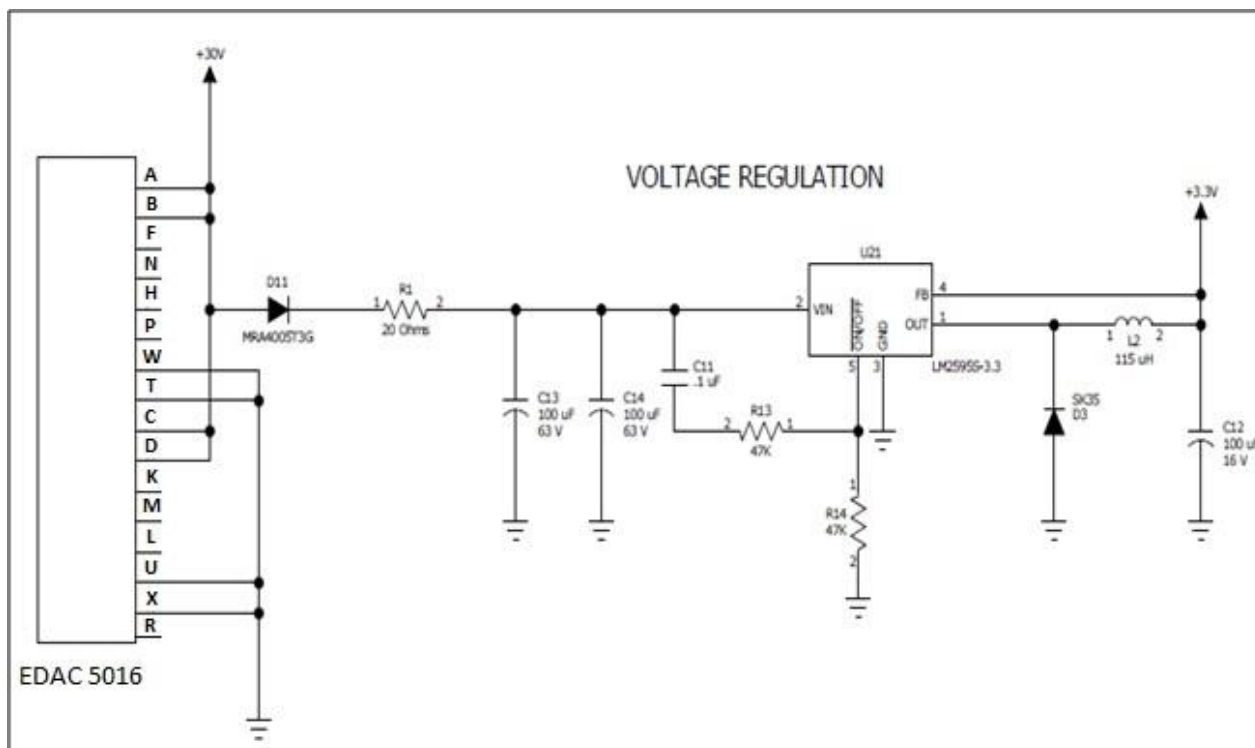 +30V
VOLTAGE REGULATION
+3.3V
A
B
F
N
H
P
W
T
C
D
K
M
L
U
X
R
EDAC 5016
D11
MRA4005T3G
1
R1
2
20 Ohms
C13
100 uF
63 V
C14
100 uF
63 V
C11
.1 uF
2
R13
1
47K
U21
2
VIN
ON/OFF
GND
FB
OUT
4
1
5
3
LM2595S-3.3
1
R14
47K
2
SK35
D3
1
L2
2
115 uH
C12
100 u
16 V